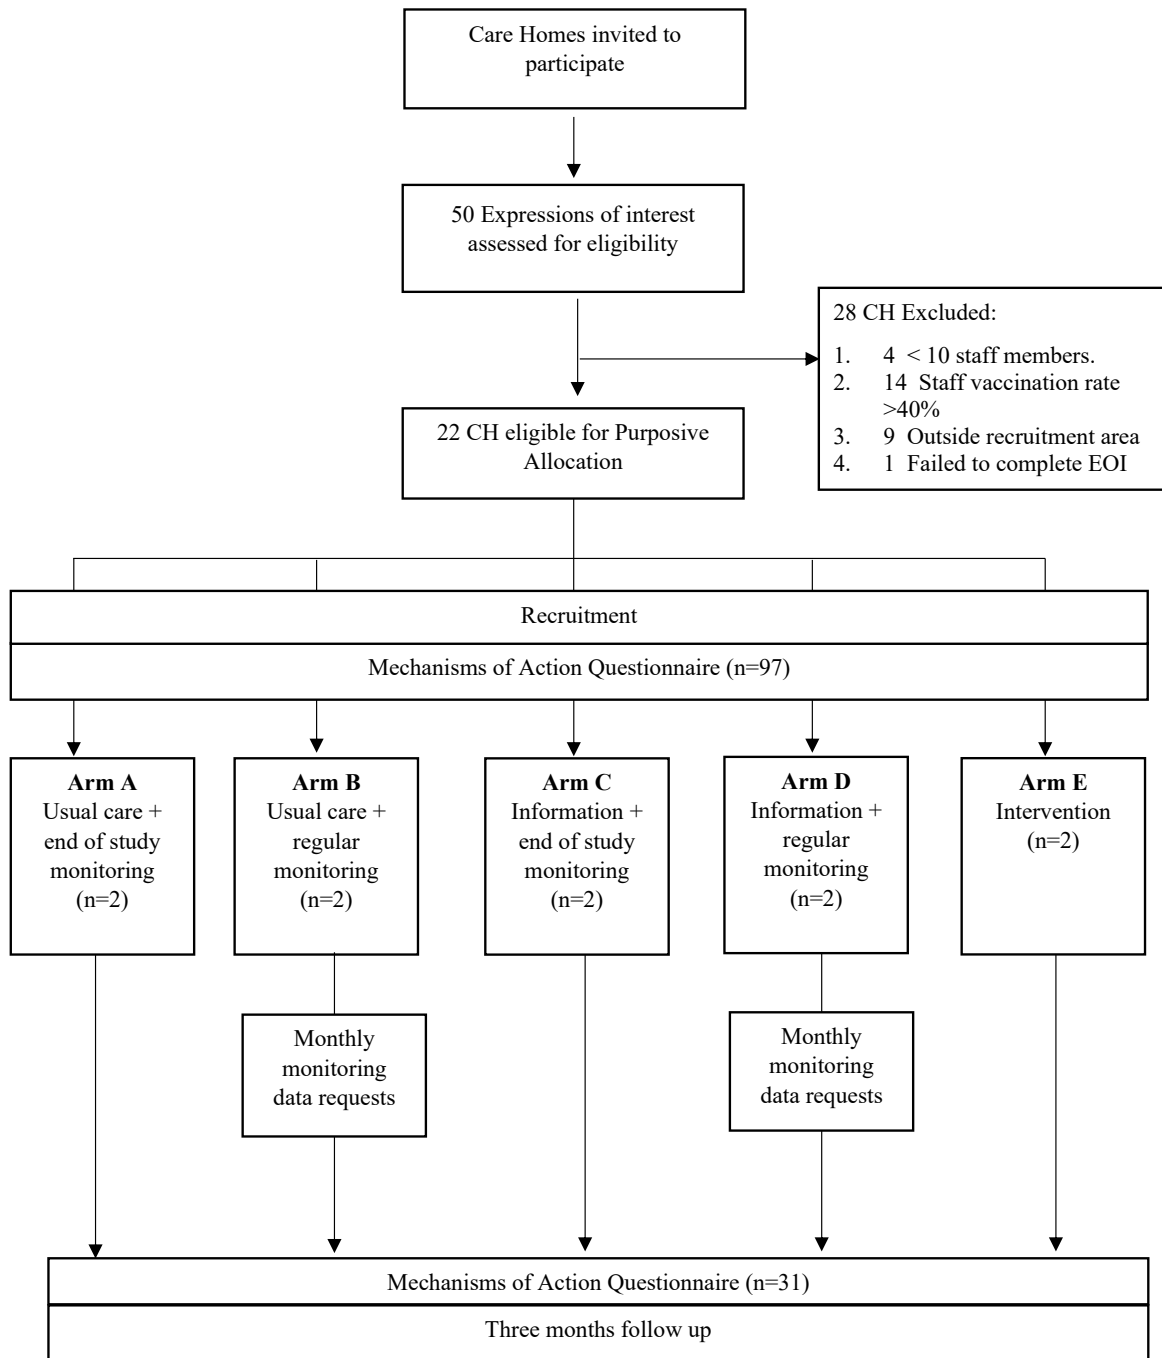 Care Homes invited to
participate
50 Expressions of interest
assessed for eligibility
28 CH Excluded:
1. 4 < 10 staff members.
2. 14 Staff vaccination rate
>40%
3. 9 Outside recruitment area
4. 1 Failed to complete EOI
22 CH eligible for Purposive
Allocation
Recruitment
Mechanisms of Action Questionnaire (n=97)
Arm A
Usual care +
end of study
monitoring
(n=2)
Arm B
Usual care +
regular
monitoring
(n=2)
Arm C
Information +
end of study
monitoring
(n=2)
Arm D
Information +
regular
monitoring
(n=2)
Arm E
Intervention
(n=2)
Monthly
monitoring
data requests
Monthly
monitoring
data requests
Mechanisms of Action Questionnaire (n=31)
Three months follow up